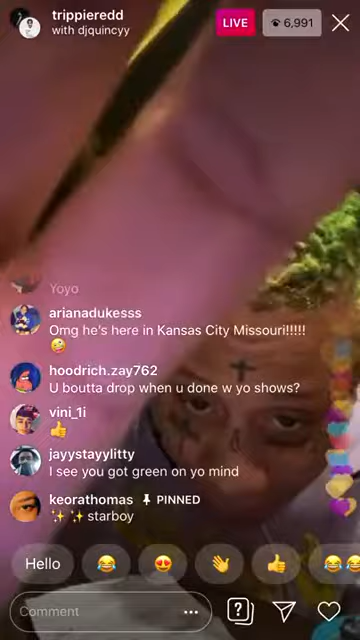 trippieredd
with djquincyy
LIVE
6,991
Yoyo
arianadukesss
Omg he's here in Kansas City Missouri!!!!!
🤪
hoodrich.zay762
U boutta drop when u done w yo shows?
vini_1i
👍
jayystayylitty
I see you got green on yo mind
keorathomas PINNED
✨ ✨ starboy
Hello 😂 😍 👋 👍 😂😂
Comment ... ?